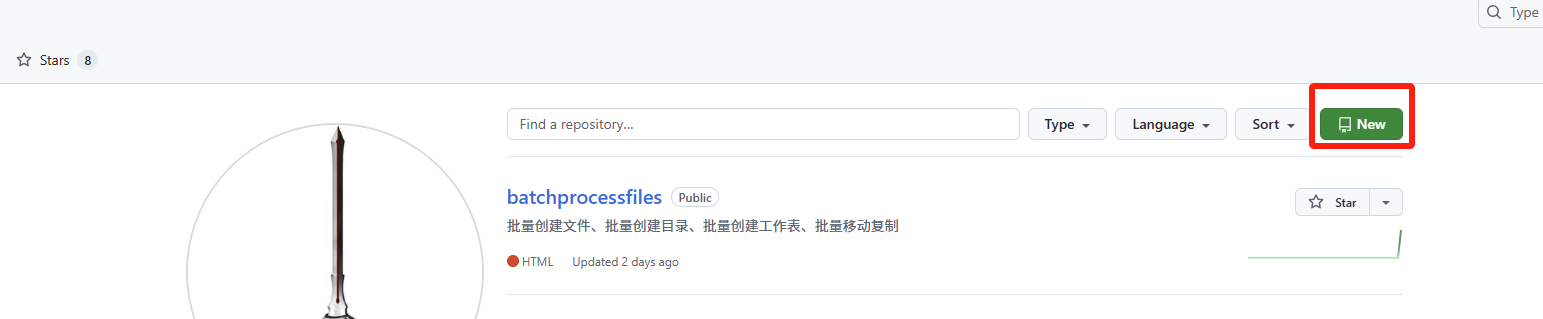 Type
Stars 8
Find a repository...
Type
Language
Sort
New
batchprocessfiles Public
Star
批量创建文件、批量创建目录、批量创建工作表、批量移动复制
HTML Updated 2 days ago